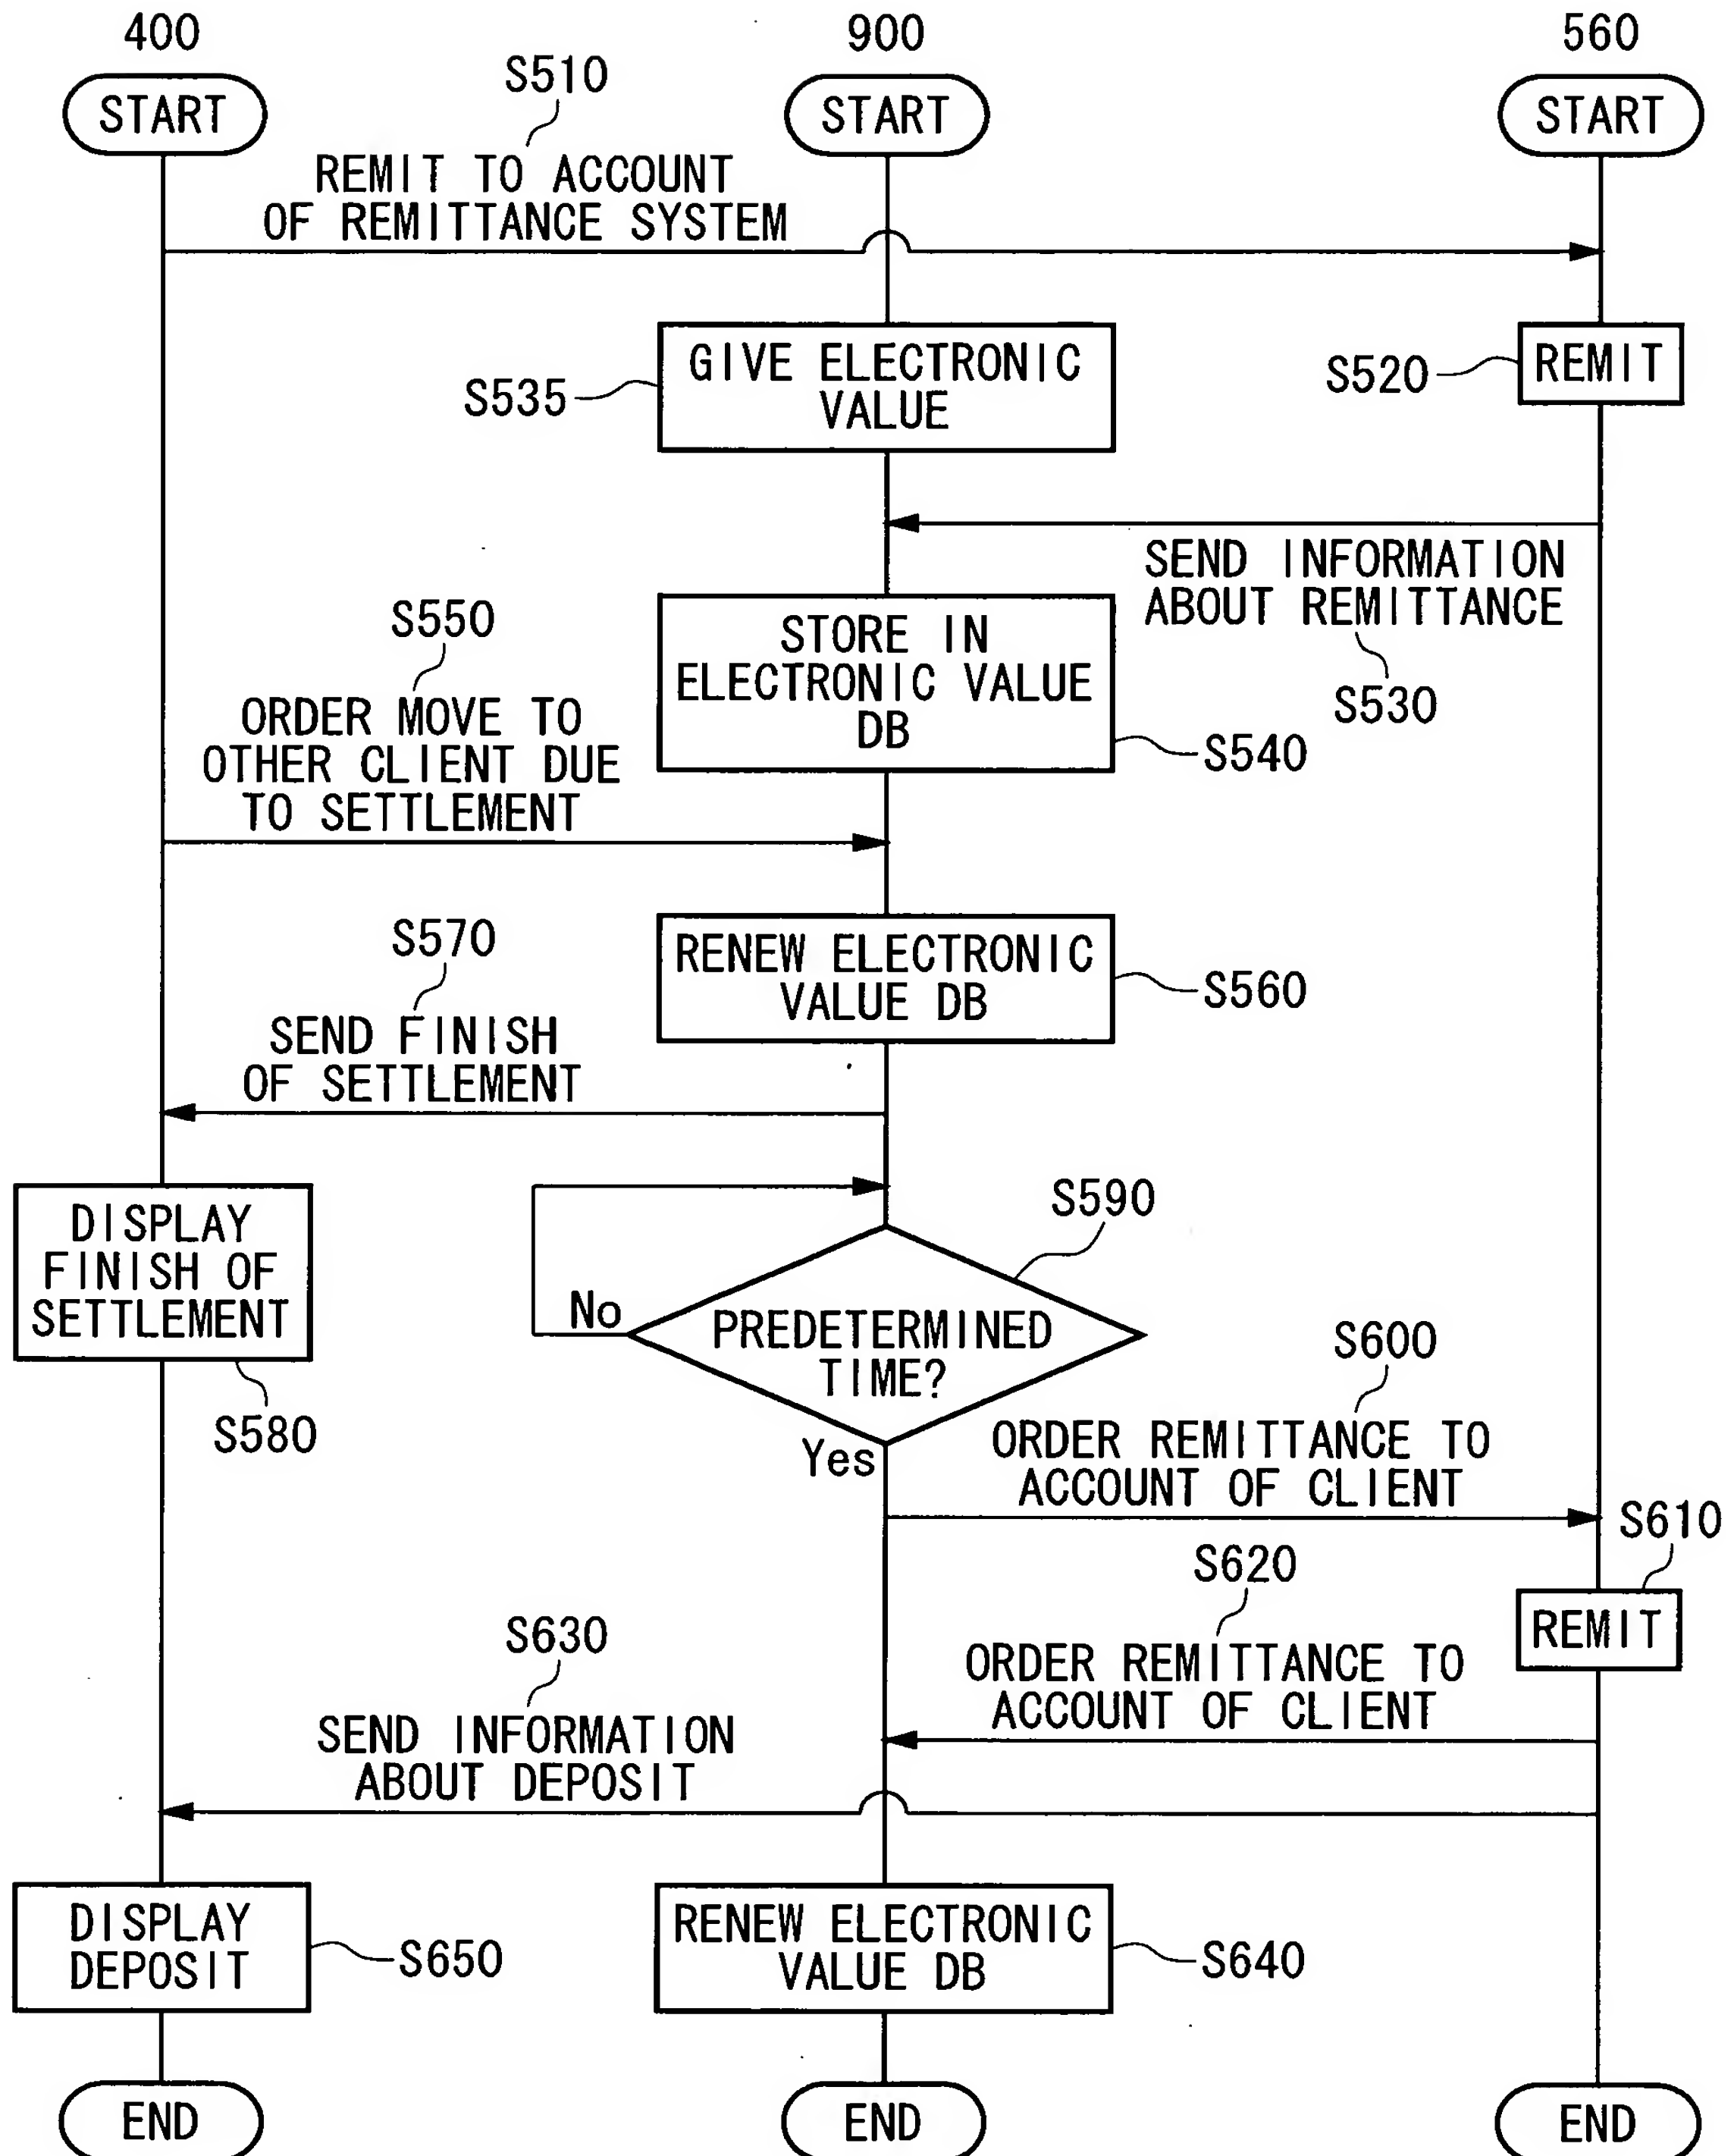 400
900
560
START
START
START
S510
REMIT TO ACCOUNT
OF REMITTANCE SYSTEM
GIVE ELECTRONIC
VALUE
S535
REMIT
S520
SEND INFORMATION
ABOUT REMITTANCE
S530
STORE IN
ELECTRONIC VALUE
DB
S540
S550
ORDER MOVE TO
OTHER CLIENT DUE
TO SETTLEMENT
RENEW ELECTRONIC
VALUE DB
S560
S570
SEND FINISH
OF SETTLEMENT
DISPLAY
FINISH OF
SETTLEMENT
S580
S590
No
PREDETERMINED
TIME?
Yes
S600
ORDER REMITTANCE TO
ACCOUNT OF CLIENT
S610
REMIT
S620
ORDER REMITTANCE TO
ACCOUNT OF CLIENT
S630
SEND INFORMATION
ABOUT DEPOSIT
DISPLAY
DEPOSIT
S650
RENEW ELECTRONIC
VALUE DB
S640
END
END
END